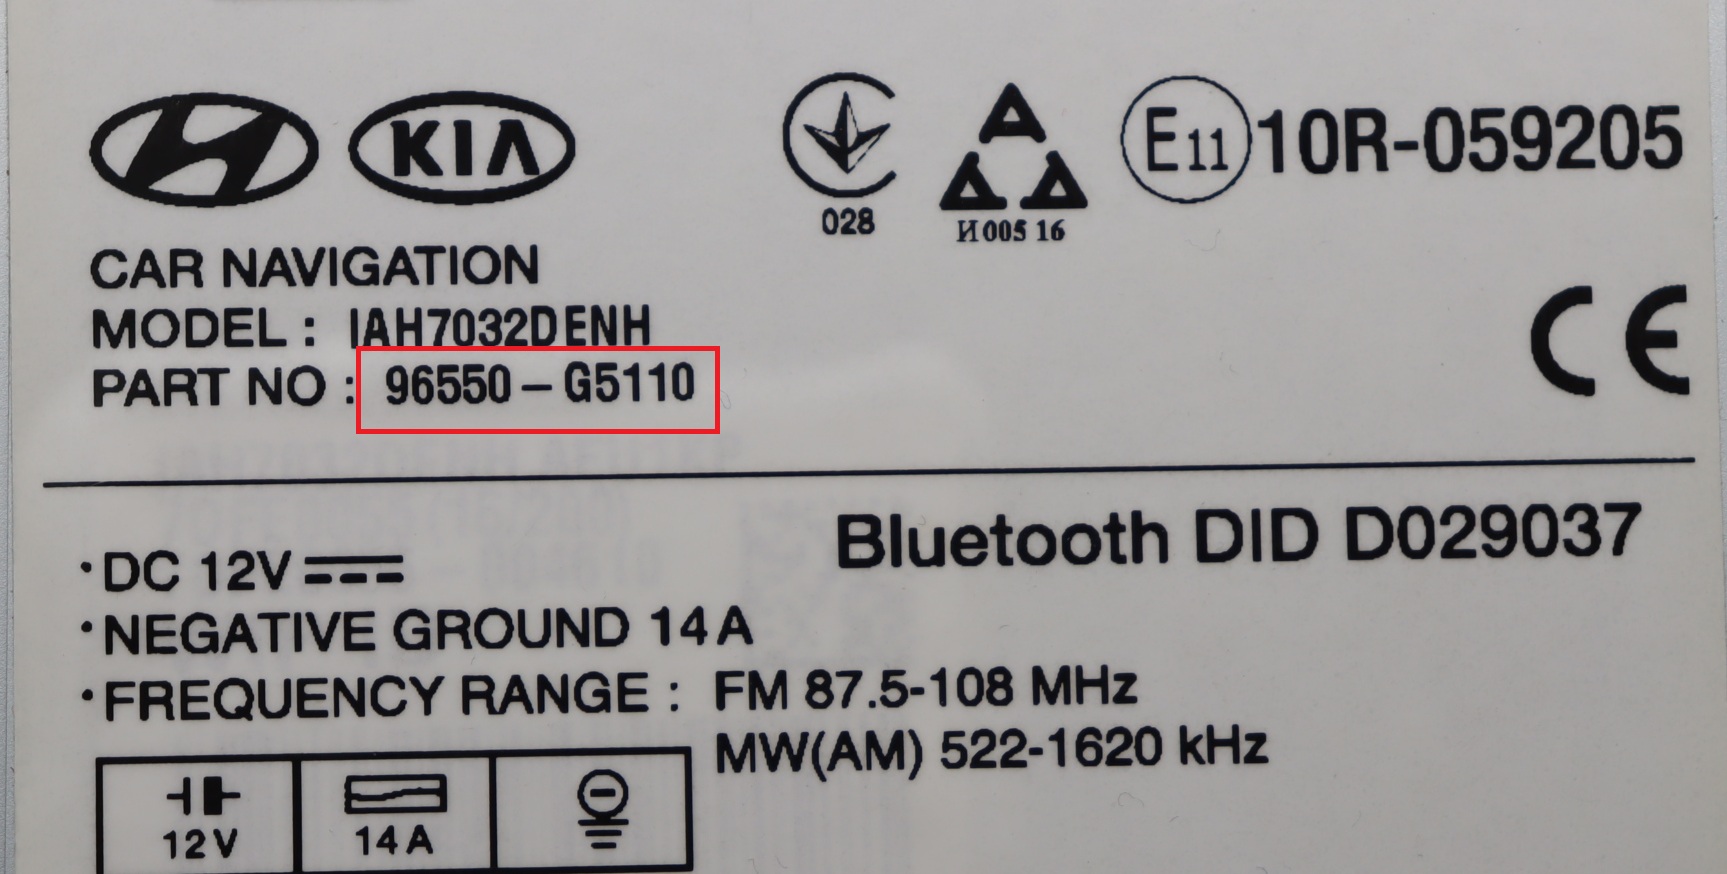 KIA
028
И005 16
E11 10R-059205
CAR NAVIGATION
MODEL : IAH7032DENH
PART NO : 96550-G5110
CE
Bluetooth DID D029037
·DC 12V
·NEGATIVE GROUND 14A
·FREQUENCY RANGE : FM 87.5-108 MHz
MW(AM) 522-1620 kHz
12V
14A